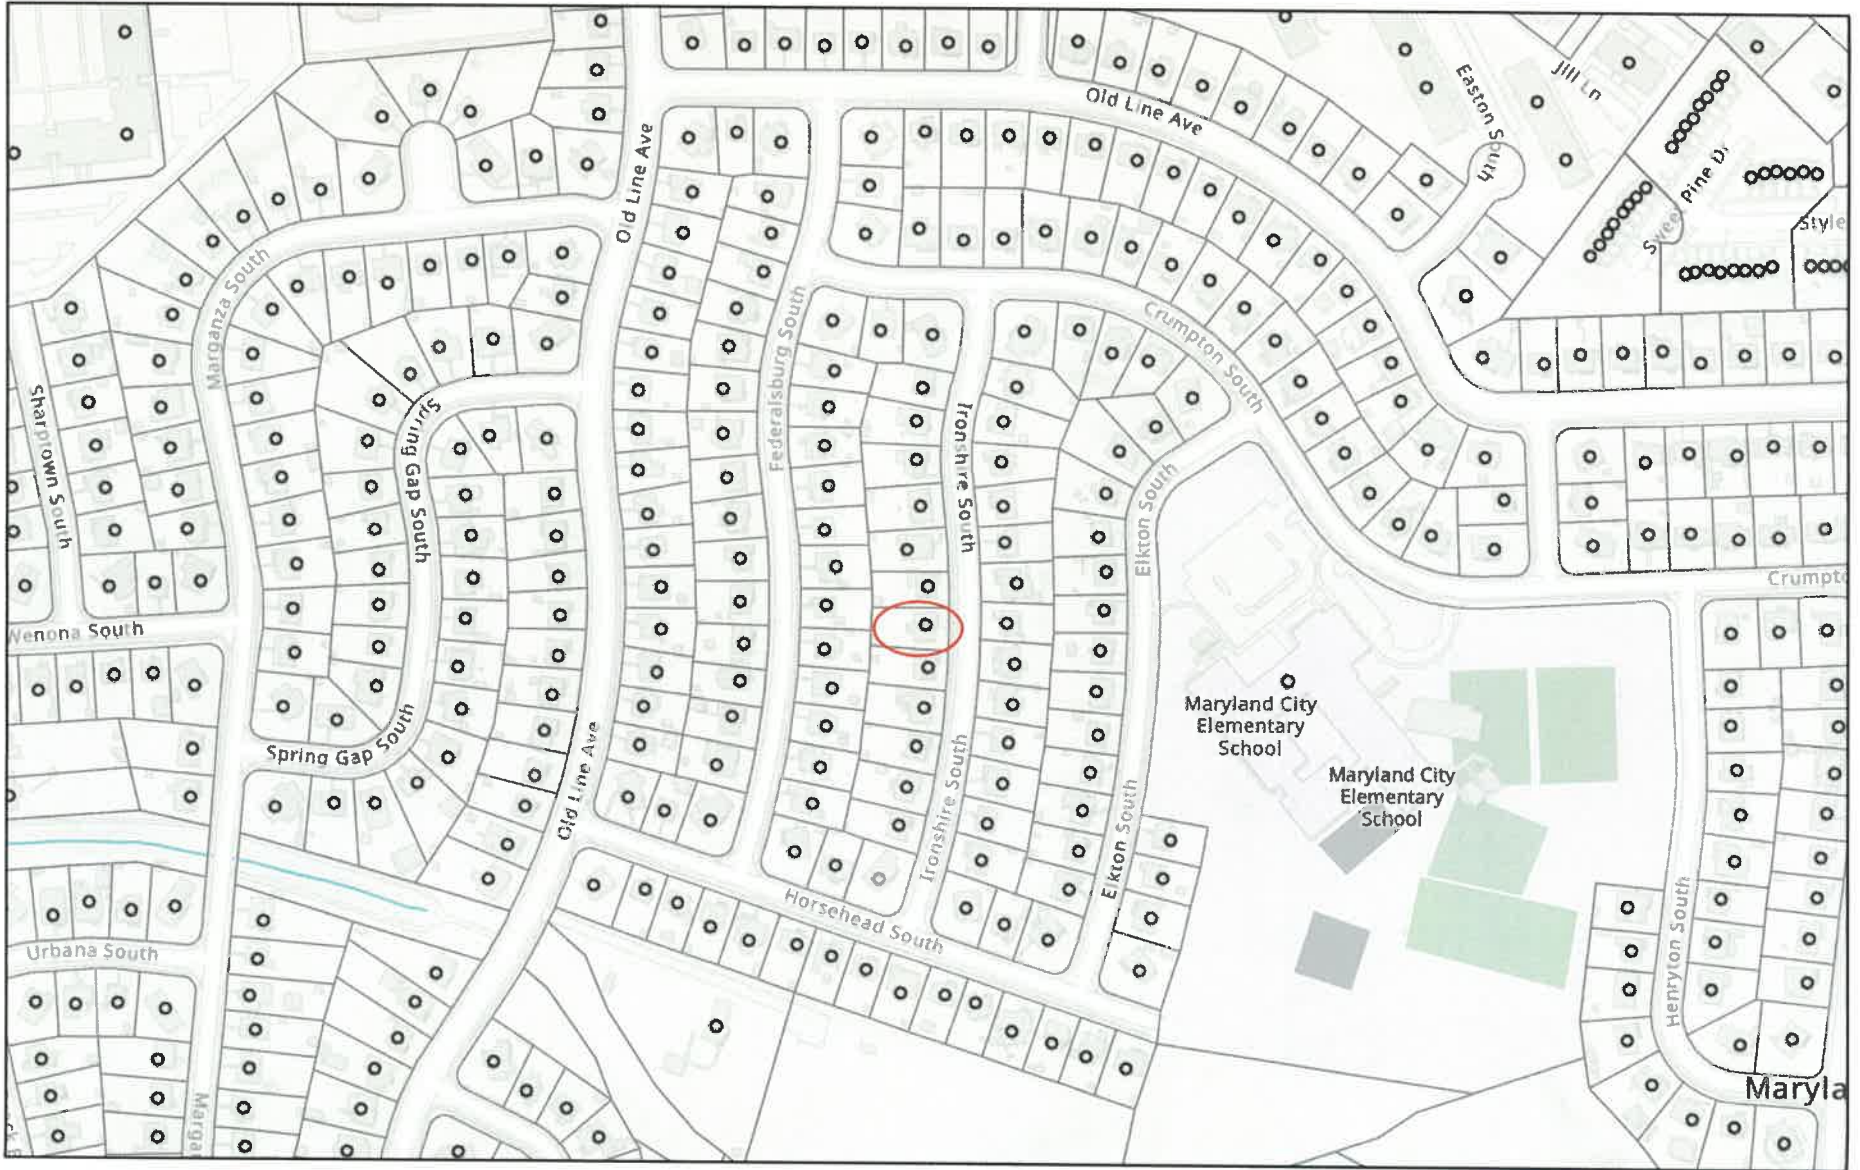 Old Line Ave
Easton South
Jill Ln
Old Line Ave
Sweet Pine Dr
Style
Marganza South
Federalsburg South
Crumpton South
Sharptown South
Spring Gap South
Ironshire South
Elkton South
Crumpto
Wenona South
Spring Gap South
Old Line Ave
Maryland City
Elementary
School
Maryland City
Elementary
School
Ironshire South
Elkton South
Horsehead South
Henryton South
Urbana South
Maryla
Marga